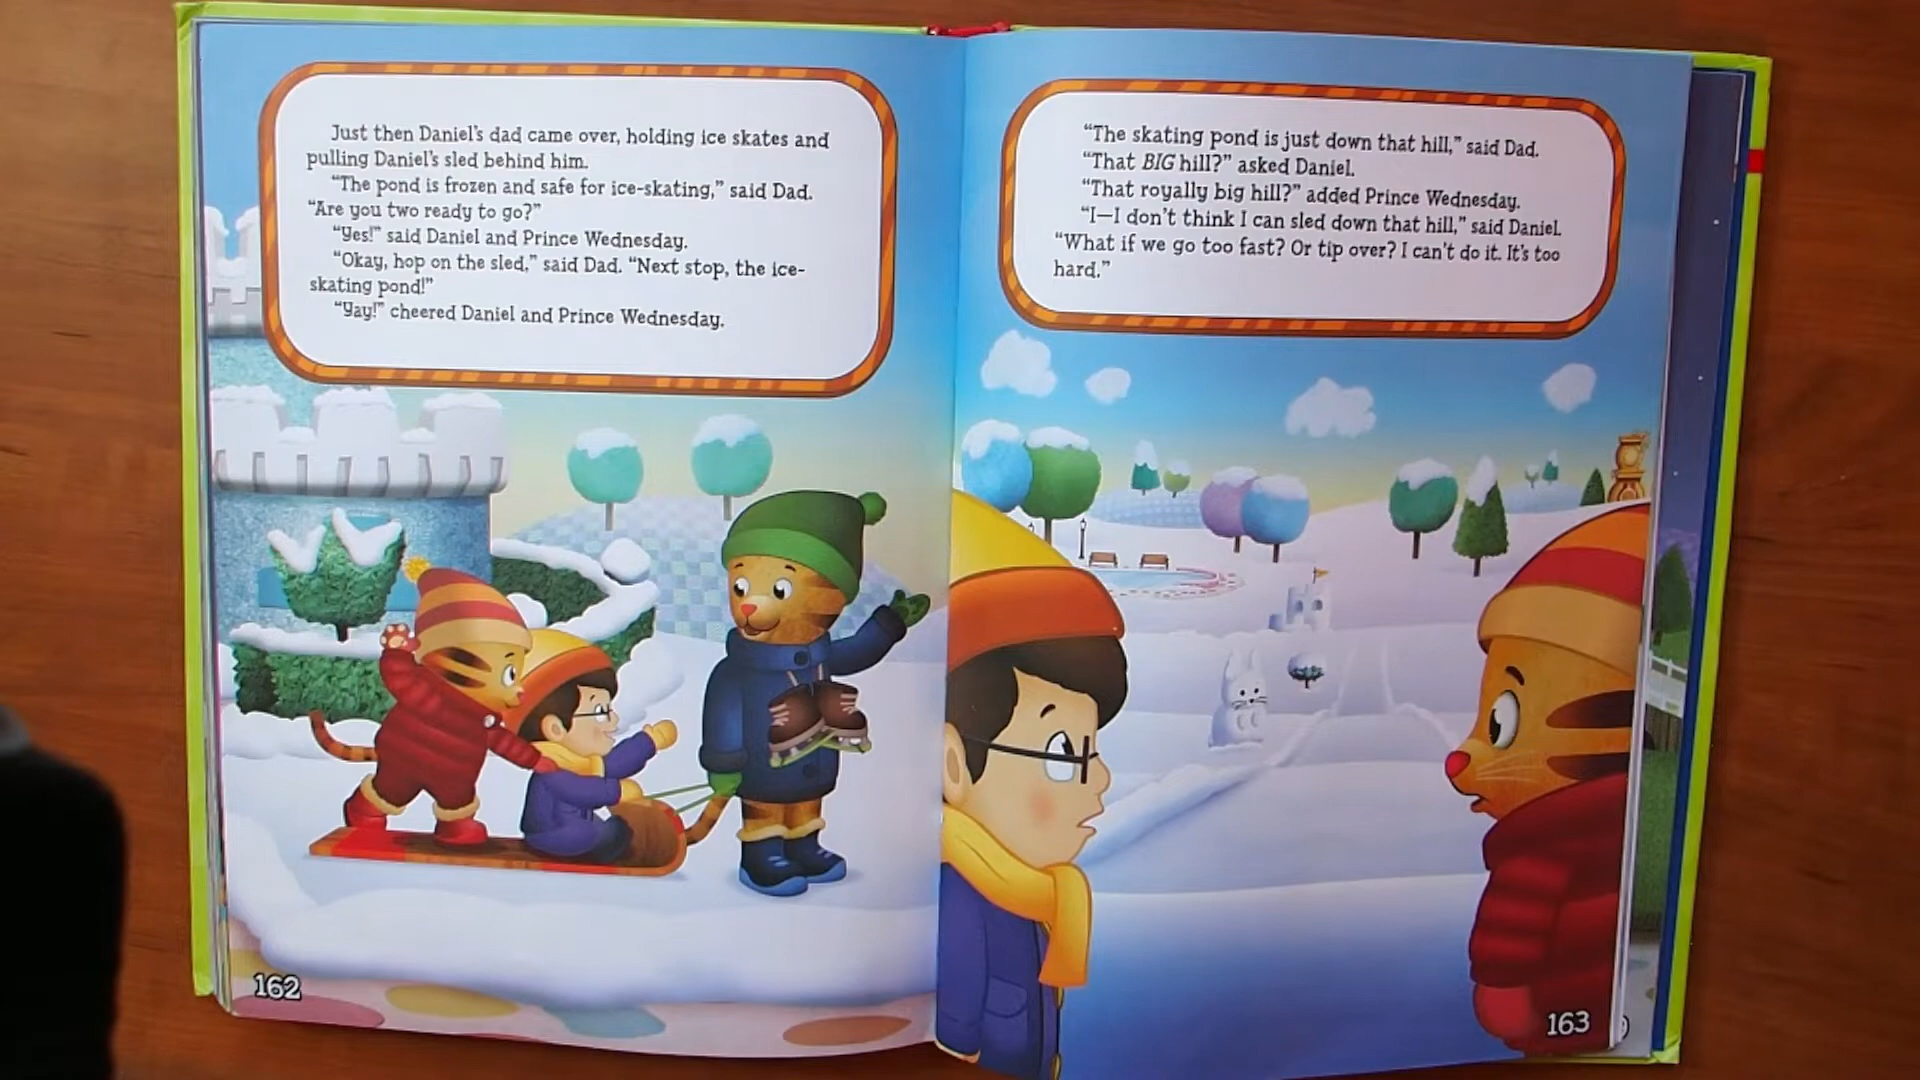 Just then Daniel's dad came over, holding ice skates and
pulling Daniel's sled behind him.
“The pond is frozen and safe for ice-skating,” said Dad.
“Are you two ready to go?”
“Yes!” said Daniel and Prince Wednesday.
“Okay, hop on the sled,” said Dad. “Next stop, the ice-
skating pond!”
“Yay!” cheered Daniel and Prince Wednesday.
162
“The skating pond is just down that hill,” said Dad.
“That BIG hill?” asked Daniel.
“That royally big hill?” added Prince Wednesday.
“I—I don't think I can sled down that hill,” said Daniel.
“What if we go too fast? Or tip over? I can't do it. It's too
hard.”
163